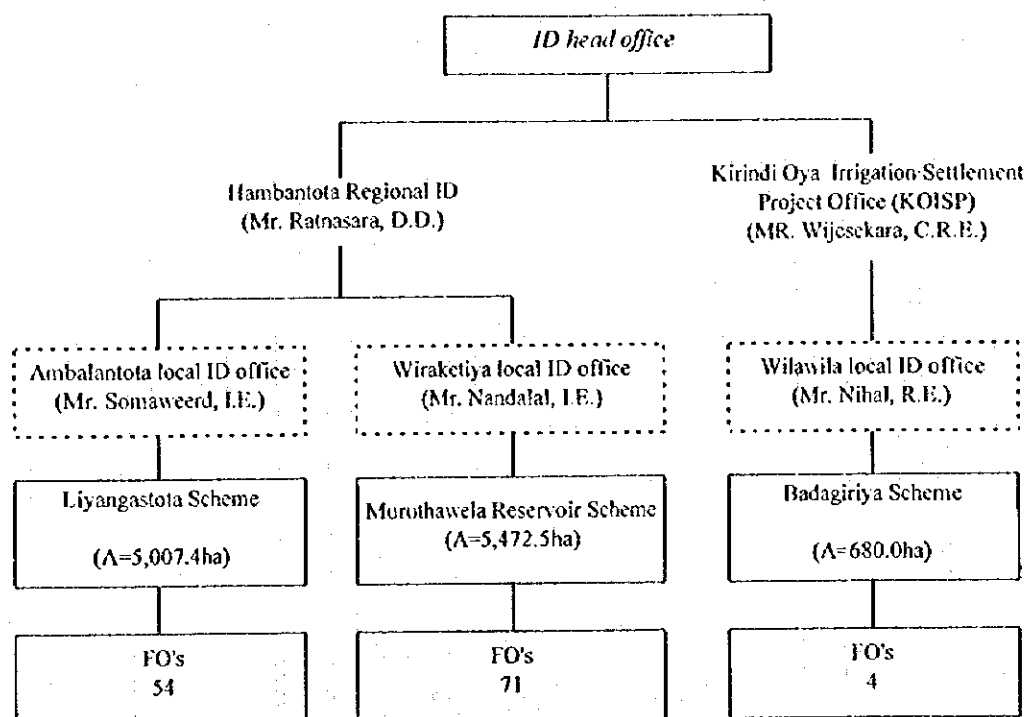 ID head office
Hambantota Regional ID
(Mr. Ratnasara, D.D.)
Kirindi Oya Irrigation Settlement
Project Office (KOISP)
(MR. Wijesekara, C.R.E.)
Ambalantota local ID office
(Mr. Somaweerd, I.E.)
Wiraketiya local ID office
(Mr. Nandalal, I.E.)
Wilawila local ID office
(Mr. Nihal, R.E.)
Liyangastota Scheme
(A=5,007.4ha)
Muruthawela Reservoir Scheme
(A=5,472.5ha)
Badagiriya Scheme
(A=680.0ha)
FO's
54
FO's
71
FO's
4